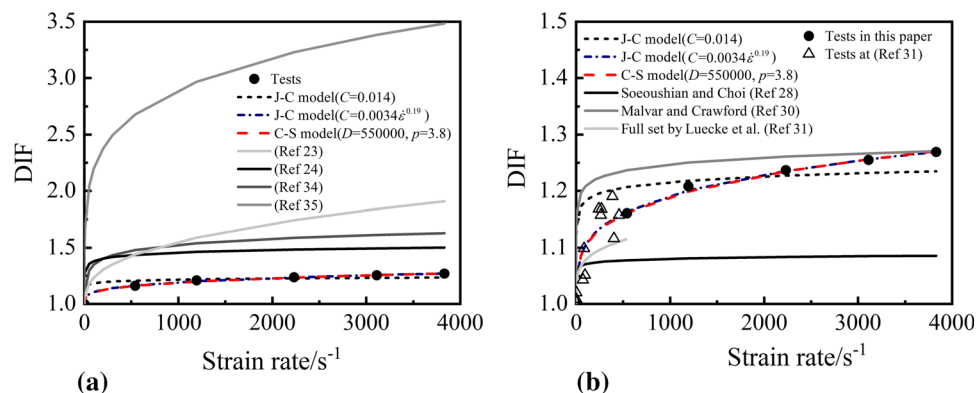 3.5
3.0
2.5
2.0
1.5
1.0
DIF
Tests
J-C model(C=0.014)
J-C model(C=0.0034ε̇^0.19)
C-S model(D=550000, p=3.8)
(Ref 23)
(Ref 24)
(Ref 34)
(Ref 35)
0 1000 2000 3000 4000
Strain rate/s⁻¹
(a)
1.5
1.4
1.3
1.2
1.1
1.0
DIF
J-C model(C=0.014)
J-C model(C=0.0034ε̇^0.19)
C-S model(D=550000, p=3.8)
Soeoushian and Choi (Ref 28)
Malvar and Crawford (Ref 30)
Full set by Luecke et al. (Ref 31)
Tests in this paper
Tests at (Ref 31)
0 1000 2000 3000 4000
Strain rate/s⁻¹
(b)